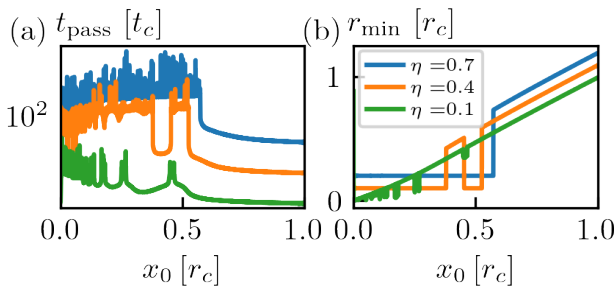 (a) t_pass [t_c]
10^2
0.0 0.5 1.0
x_0 [r_c]
(b) r_min [r_c]
η =0.7
η =0.4
η =0.1
1
0
0.0 0.5 1.0
x_0 [r_c]